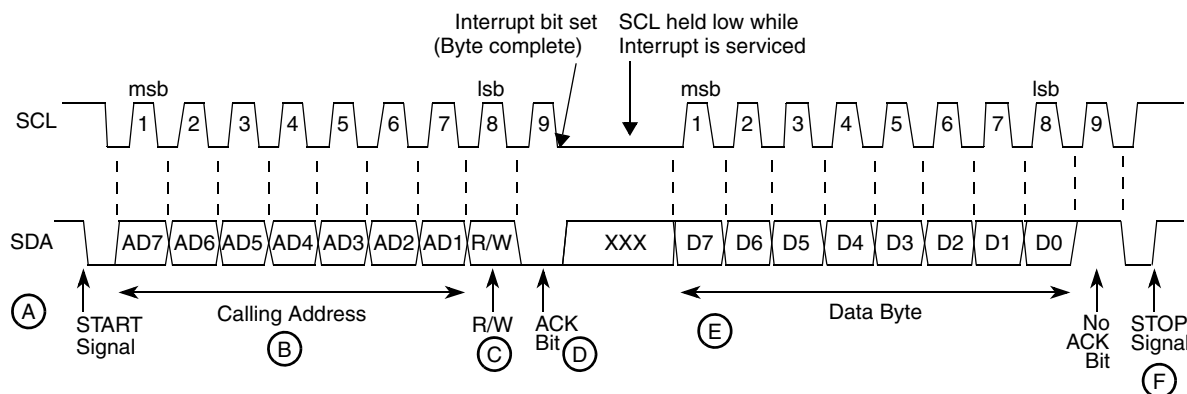 Interrupt bit set
(Byte complete)
SCL held low while
Interrupt is serviced
msb lsb msb lsb
SCL 1 2 3 4 5 6 7 8 9 1 2 3 4 5 6 7 8 9
SDA AD7 AD6 AD5 AD4 AD3 AD2 AD1 R/W XXX D7 D6 D5 D4 D3 D2 D1 D0
A
START
Signal
Calling Address
B
R/W
C
ACK
Bit
D
E
Data Byte
No
ACK
Bit
STOP
Signal
F